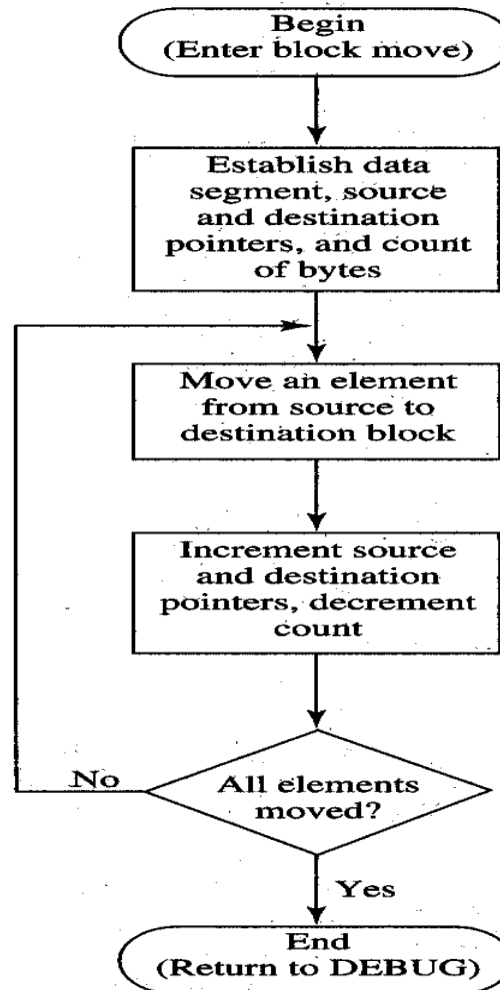 Begin
(Enter block move)
Establish data
segment, source
and destination
pointers, and count
of bytes
Move an element
from source to
destination block
Increment source
and destination
pointers, decrement
count
All elements
moved?
No
Yes
End
(Return to DEBUG)